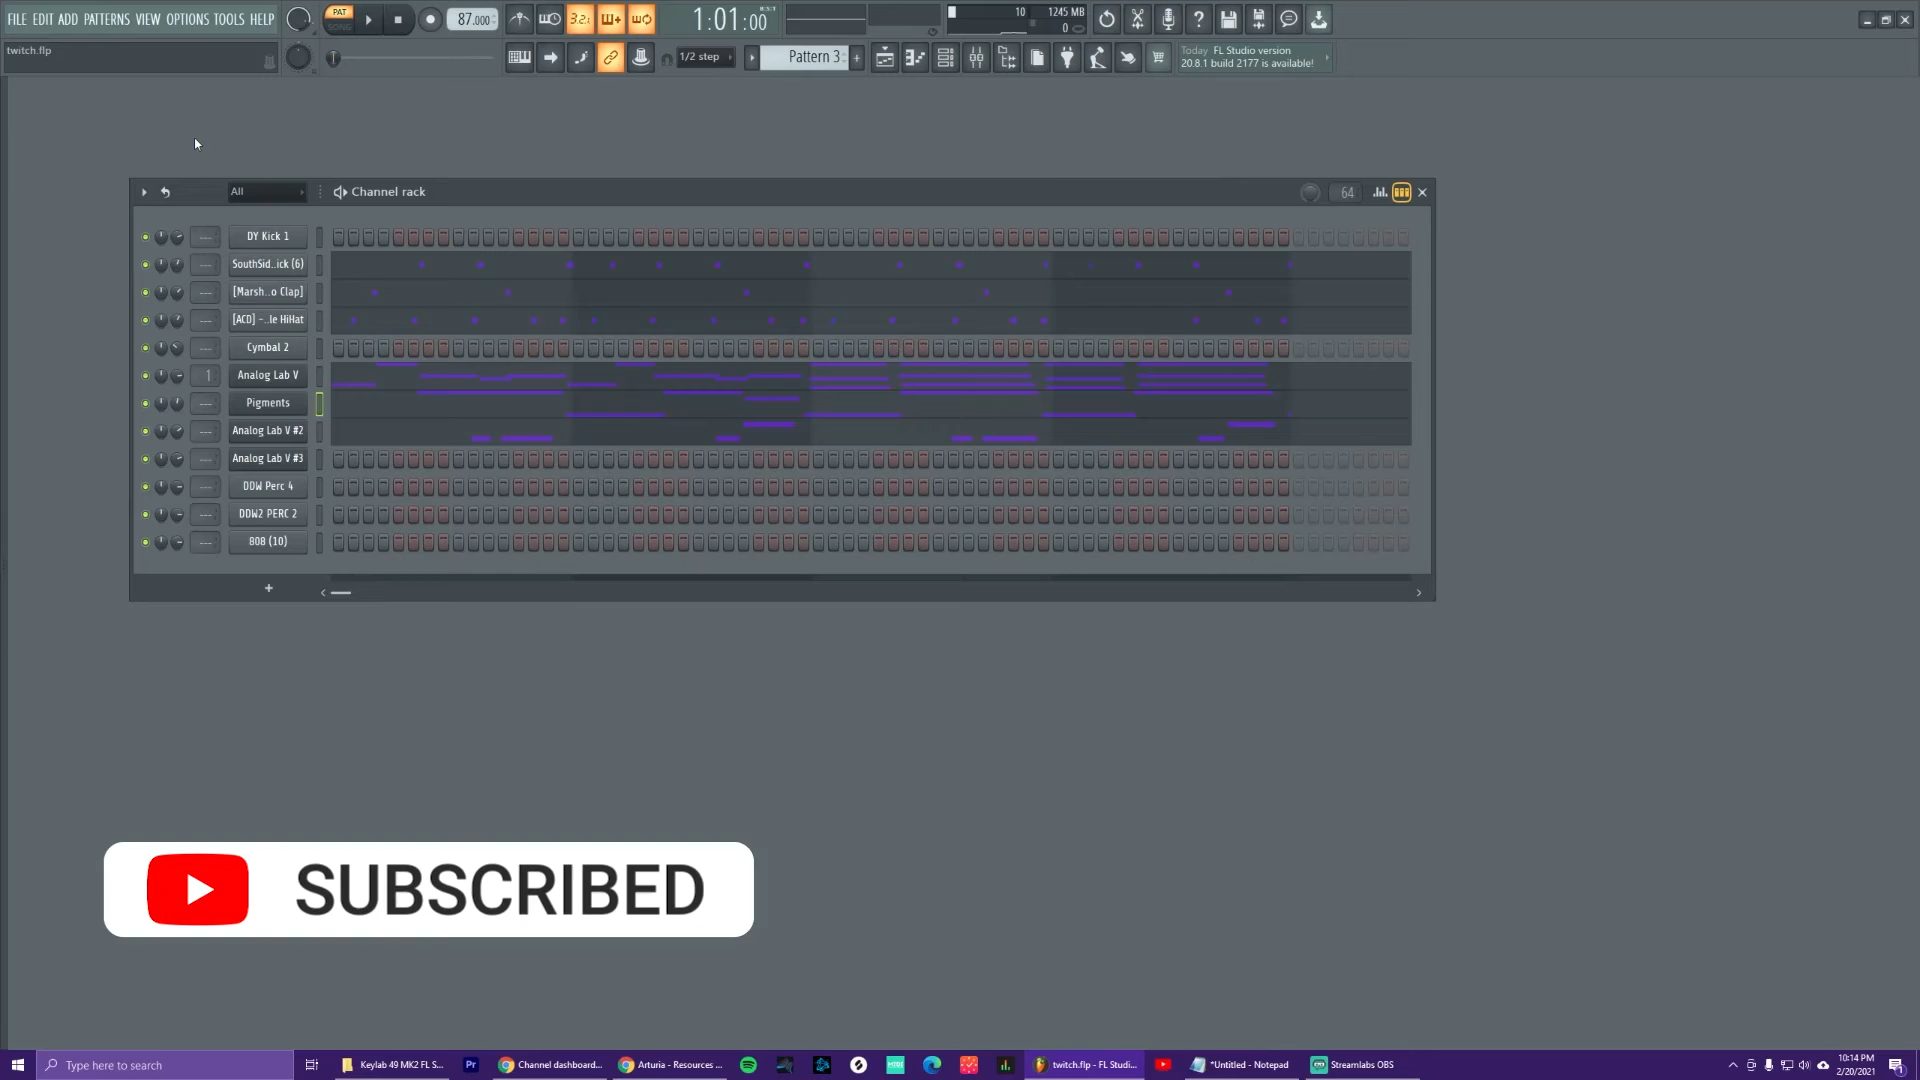 FILE EDIT ADD PATTERNS VIEW OPTIONS TOOLS HELP
PAT
SONG
87.000
3.2.
1:01:00
B:S:T
10
1245 MB
0
twitch.flp
1/2 step
Pattern 3
+
Today FL Studio version
20.8.1 build 2177 is available!
All
Channel rack
64
DY Kick 1
SouthSid..ick (6)
[Marsh..o Clap]
[ACD] -..le HiHat
Cymbal 2
1
Analog Lab V
Pigments
Analog Lab V #2
Analog Lab V #3
DDW Perc 4
DDW2 PERC 2
808 (10)
+
SUBSCRIBED
Type here to search
Keylab 49 MK2 FL S...
Pr
Channel dashboard...
Arturia - Resources ...
twitch.flp - FL Studi...
*Untitled - Notepad
Streamlabs OBS
10:14 PM
2/20/2021